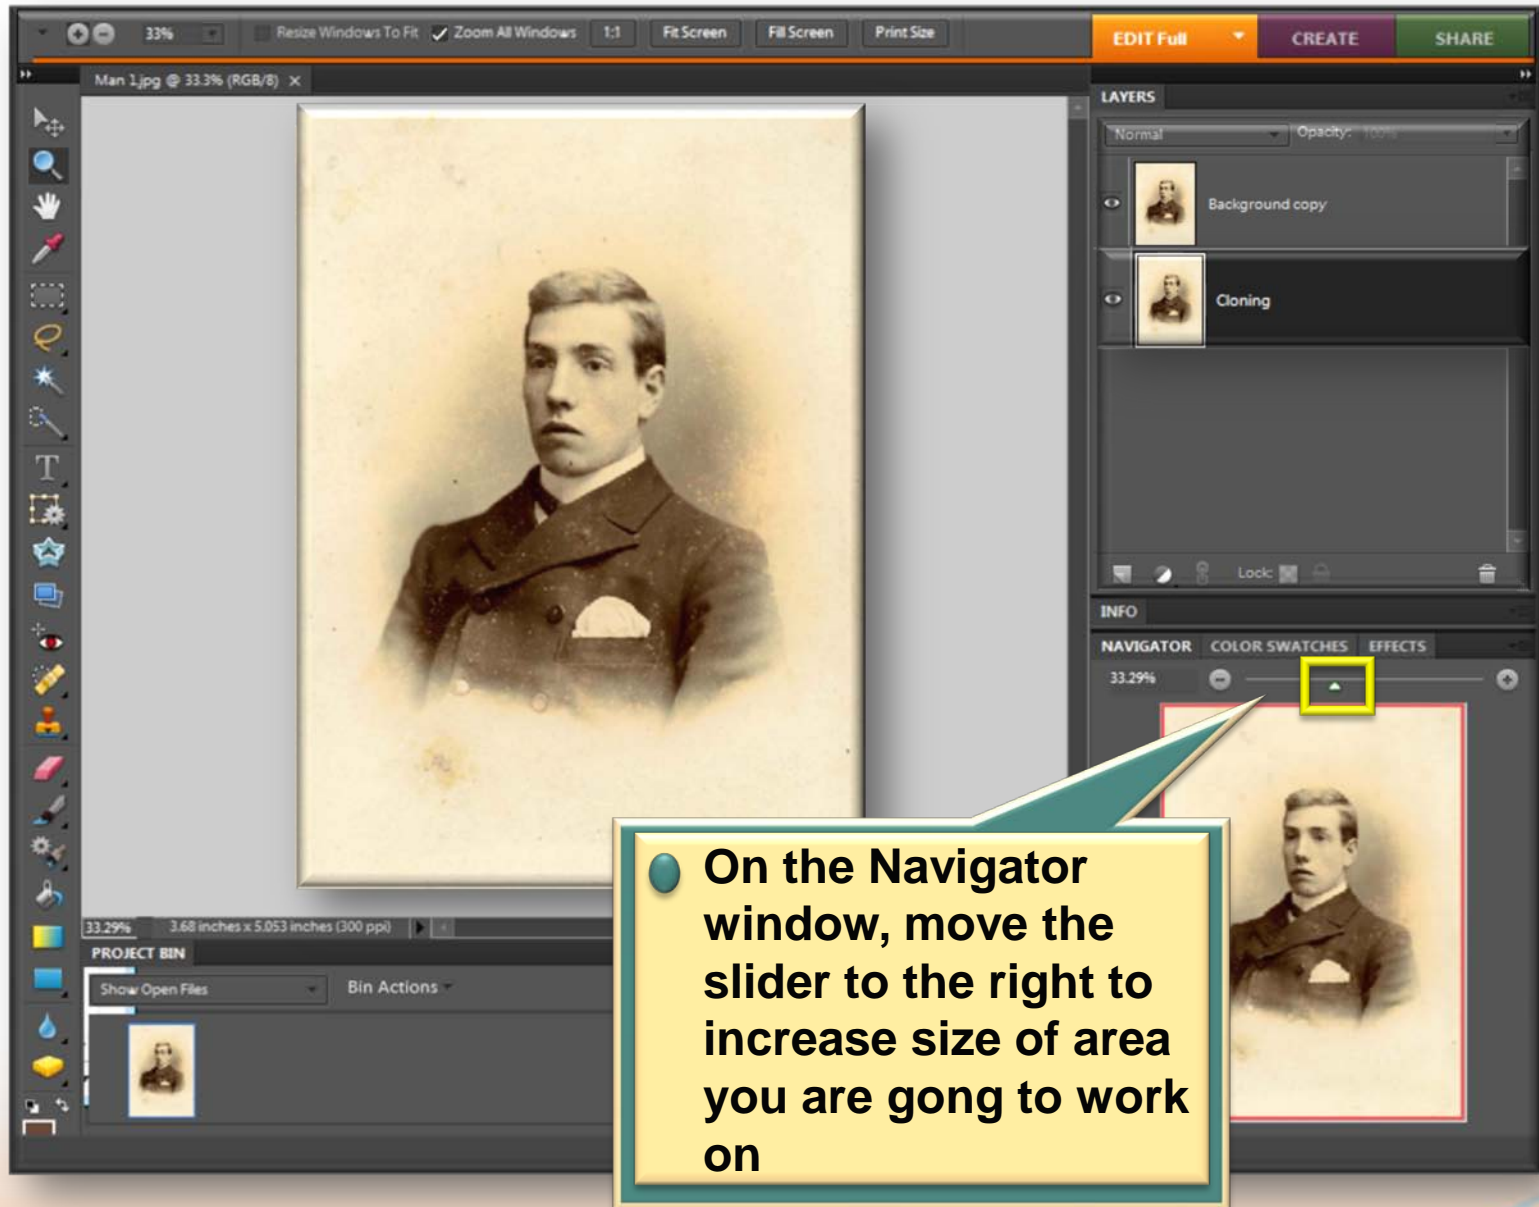 33% Resize Windows To Fit Zoom All Windows 1:1 Fit Screen Fill Screen Print Size EDIT Full CREATE SHARE
Man 1.jpg @ 33.3% (RGB/8) ×
LAYERS
Normal Opacity: 100%
Background copy
Cloning
Lock:
INFO
NAVIGATOR COLOR SWATCHES EFFECTS
33.29%
T
33.29% 3.68 inches x 5.053 inches (300 ppi)
PROJECT BIN
Show Open Files Bin Actions
On the Navigator
window, move the
slider to the right to
increase size of area
you are gong to work
on